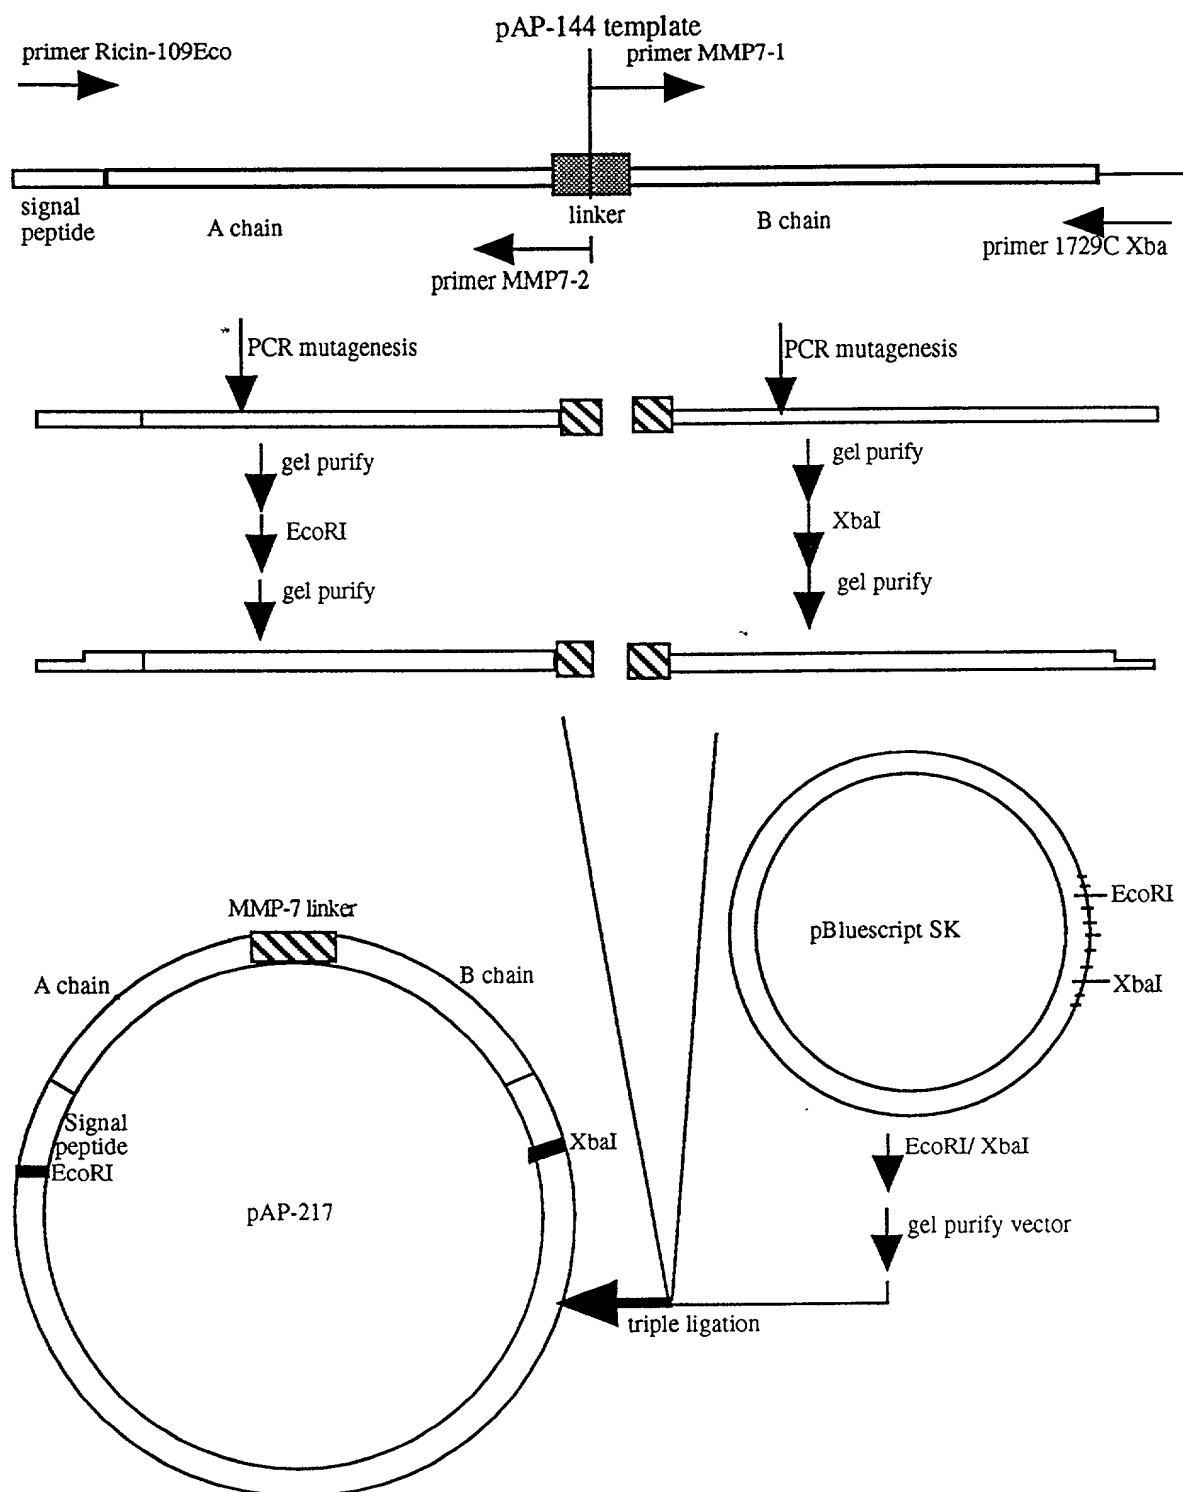 pAP-144 template
primer Ricin-109Eco
primer MMP7-1
signal
peptide
A chain
linker
B chain
primer MMP7-2
primer 1729C Xba
PCR mutagenesis
PCR mutagenesis
gel purify
gel purify
EcoRI
XbaI
gel purify
gel purify
MMP-7 linker
A chain
B chain
EcoRI
pBluescript SK
XbaI
Signal
peptide
EcoRI
XbaI
pAP-217
EcoRI/ XbaI
gel purify vector
triple ligation